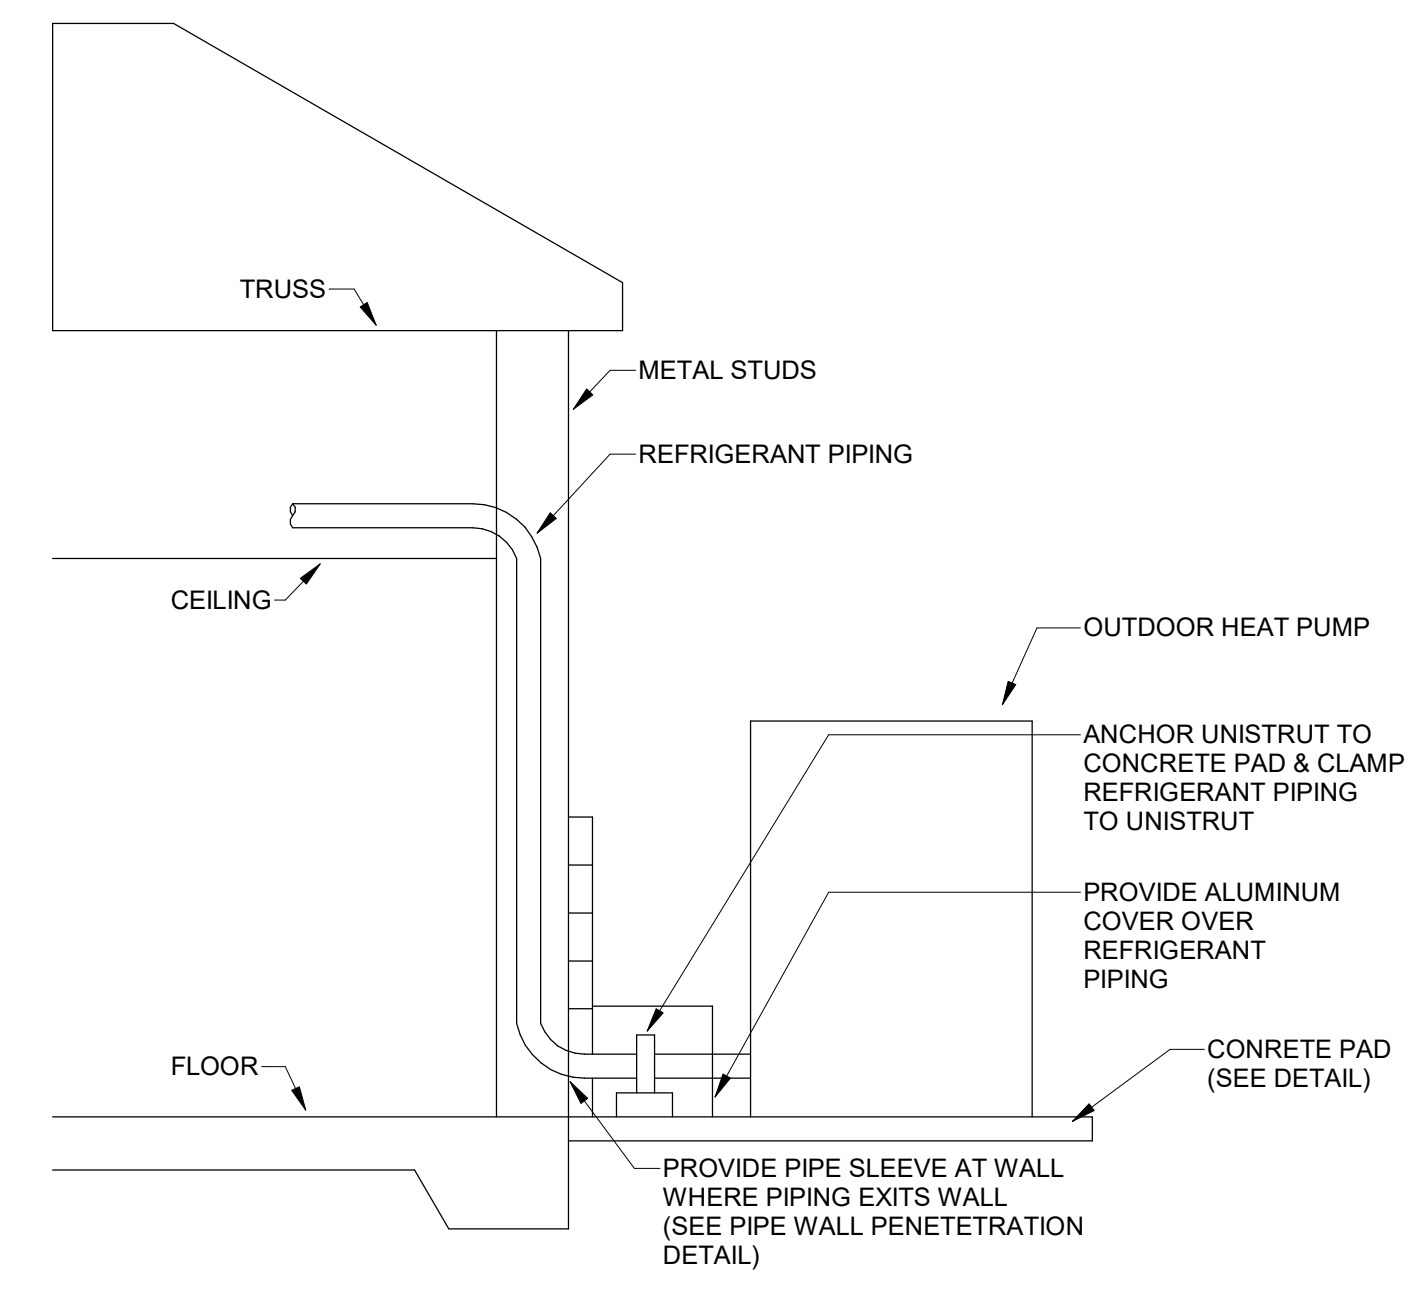 TRUSS
METAL STUDS
REFRIGERANT PIPING
CEILING
OUTDOOR HEAT PUMP
ANCHOR UNISTRUT TO
CONCRETE PAD & CLAMP
REFRIGERANT PIPING
TO UNISTRUT
PROVIDE ALUMINUM
COVER OVER
REFRIGERANT
PIPING
FLOOR
CONRETE PAD
(SEE DETAIL)
PROVIDE PIPE SLEEVE AT WALL
WHERE PIPING EXITS WALL
(SEE PIPE WALL PENETETRATION
DETAIL)